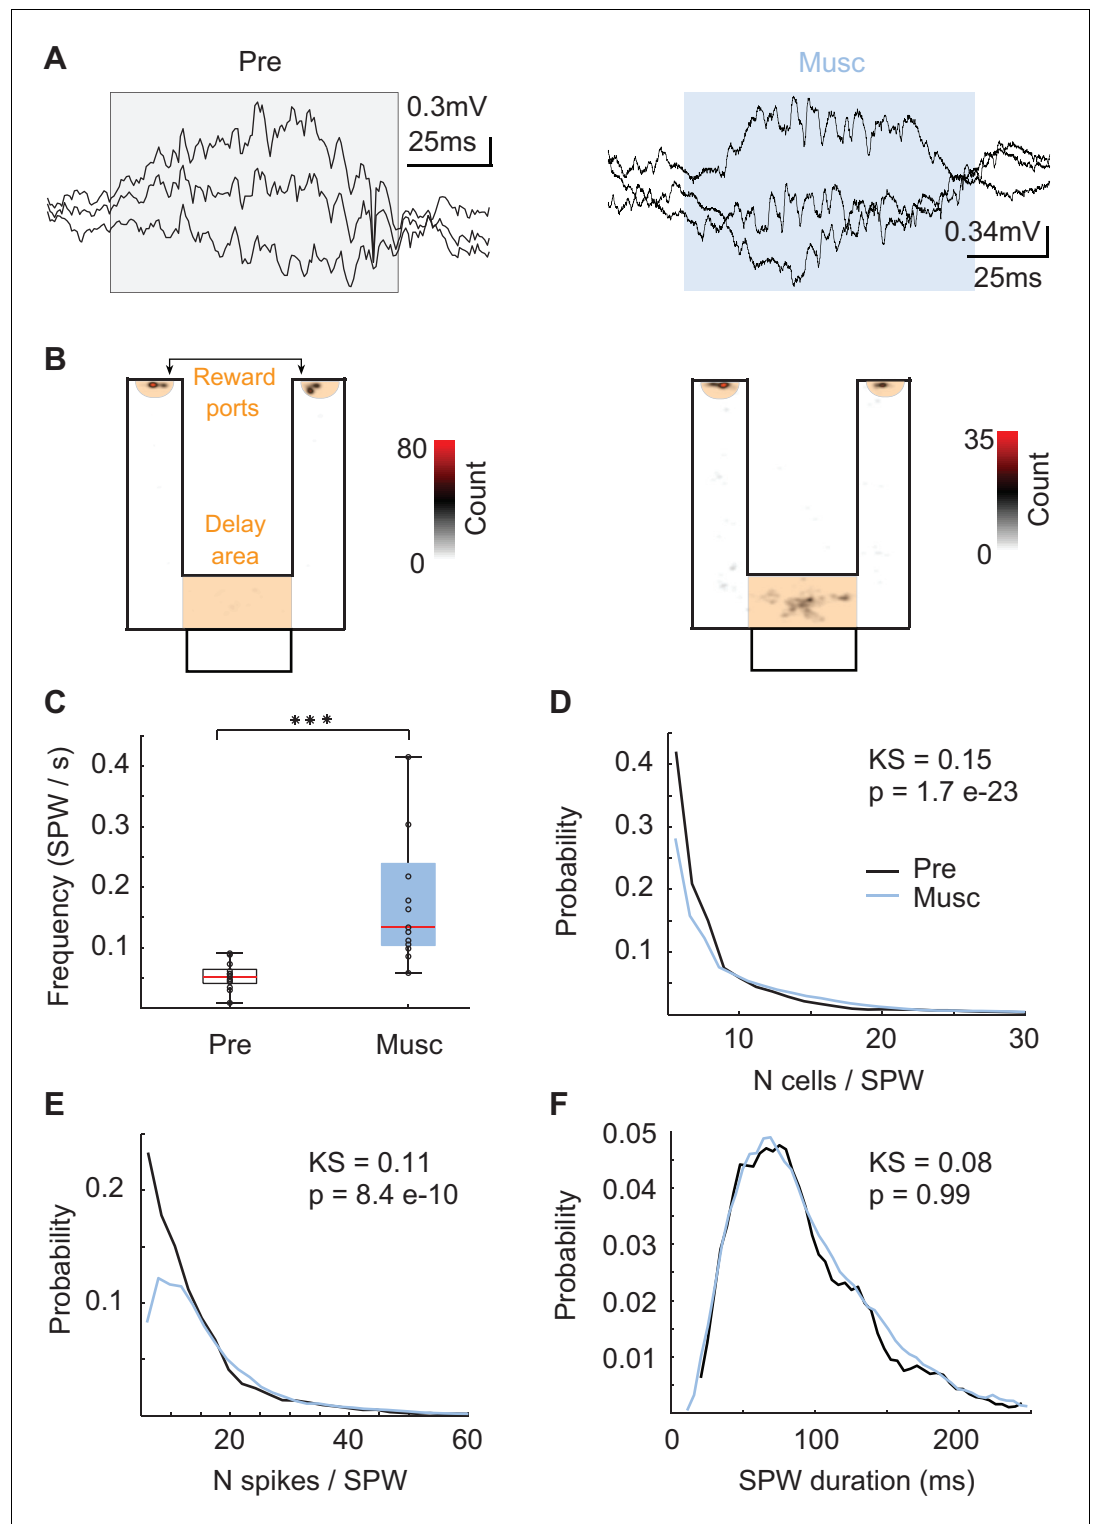 A
Pre
0.3mV
25ms
Musc
0.34mV
25ms
B
Reward
ports
Delay
area
80
0
Count
35
0
Count
C
***
Frequency (SPW / s)
0.4
0.3
0.2
0.1
Pre
Musc
D
KS = 0.15
p = 1.7 e-23
Pre
Musc
Probability
0.4
0.3
0.2
0.1
10
20
30
N cells / SPW
E
KS = 0.11
p = 8.4 e-10
Probability
0.2
0.1
20
40
60
N spikes / SPW
F
KS = 0.08
p = 0.99
Probability
0.05
0.04
0.03
0.02
0.01
0
100
200
SPW duration (ms)